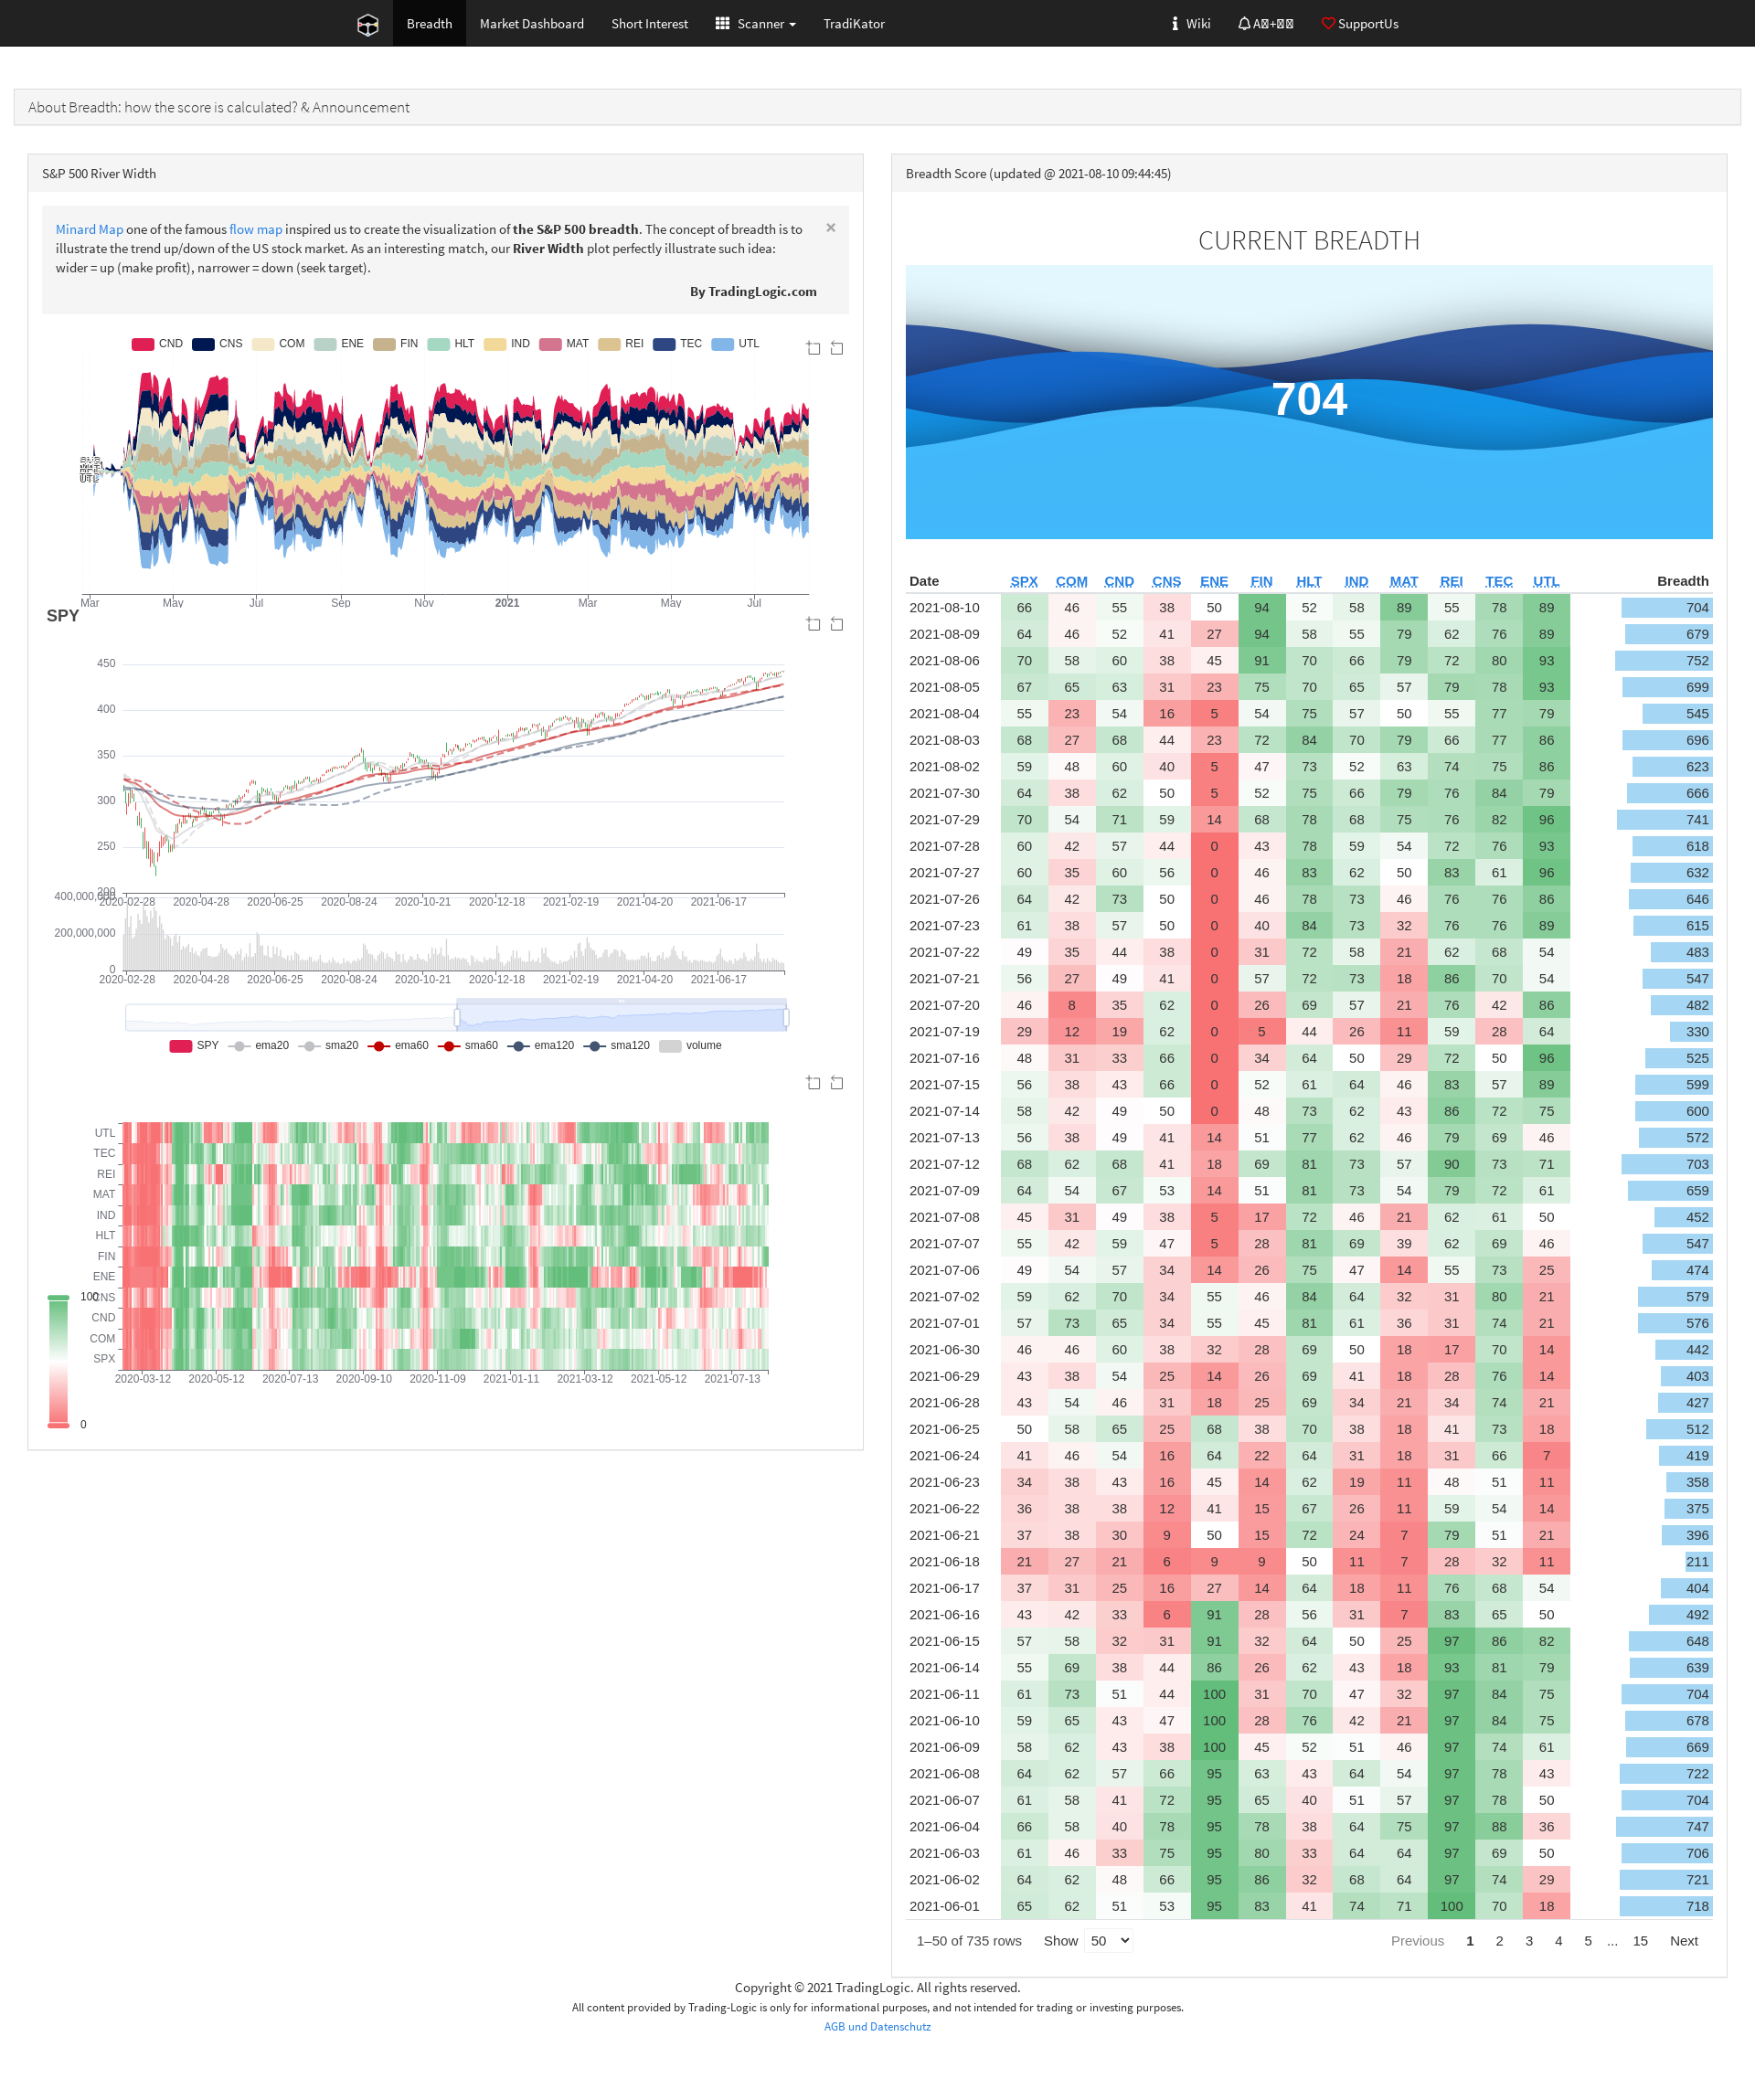 Breadth Market Dashboard Short Interest Scanner TradiKator Wiki SupportUs
About Breadth: how the score is calculated? & Announcement
S&P 500 River Width
Minard Map one of the famous flow map inspired us to create the visualization of the S&P 500 breadth. The concept of breadth is to
illustrate the trend up/down of the US stock market. As an interesting match, our River Width plot perfectly illustrate such idea:
wider = up (make profit), narrower = down (seek target).
×
By TradingLogic.com
CND CNS COM ENE FIN HLT IND MAT REI TEC UTL
Mar May Jul Sep Nov 2021 Mar May Jul
SPY
450
400
350
300
250
200
2020-02-28 2020-04-28 2020-06-25 2020-08-24 2020-10-21 2020-12-18 2021-02-19 2021-04-20 2021-06-17
400,000,000
200,000,000
0
2020-02-28 2020-04-28 2020-06-25 2020-08-24 2020-10-21 2020-12-18 2021-02-19 2021-04-20 2021-06-17
SPY ema20 sma20 ema60 sma60 ema120 sma120 volume
UTL
TEC
REI
MAT
IND
HLT
FIN
ENE
CNS
CND
COM
SPX
100
0
2020-03-12 2020-05-12 2020-07-13 2020-09-10 2020-11-09 2021-01-11 2021-03-12 2021-05-12 2021-07-13
Breadth Score (updated @ 2021-08-10 09:44:45)
CURRENT BREADTH
704
Date SPX COM CND CNS ENE FIN HLT IND MAT REI TEC UTL Breadth
2021-08-10 66 46 55 38 50 94 52 58 89 55 78 89 704
2021-08-09 64 46 52 41 27 94 58 55 79 62 76 89 679
2021-08-06 70 58 60 38 45 91 70 66 79 72 80 93 752
2021-08-05 67 65 63 31 23 75 70 65 57 79 78 93 699
2021-08-04 55 23 54 16 5 54 75 57 50 55 77 79 545
2021-08-03 68 27 68 44 23 72 84 70 79 66 77 86 696
2021-08-02 59 48 60 40 5 47 73 52 63 74 75 86 623
2021-07-30 64 38 62 50 5 52 75 66 79 76 84 79 666
2021-07-29 70 54 71 59 14 68 78 68 75 76 82 96 741
2021-07-28 60 42 57 44 0 43 78 59 54 72 76 93 618
2021-07-27 60 35 60 56 0 46 83 62 50 83 61 96 632
2021-07-26 64 42 73 50 0 46 78 73 46 76 76 86 646
2021-07-23 61 38 57 50 0 40 84 73 32 76 76 89 615
2021-07-22 49 35 44 38 0 31 72 58 21 62 68 54 483
2021-07-21 56 27 49 41 0 57 72 73 18 86 70 54 547
2021-07-20 46 8 35 62 0 26 69 57 21 76 42 86 482
2021-07-19 29 12 19 62 0 5 44 26 11 59 28 64 330
2021-07-16 48 31 33 66 0 34 64 50 29 72 50 96 525
2021-07-15 56 38 43 66 0 52 61 64 46 83 57 89 599
2021-07-14 58 42 49 50 0 48 73 62 43 86 72 75 600
2021-07-13 56 38 49 41 14 51 77 62 46 79 69 46 572
2021-07-12 68 62 68 41 18 69 81 73 57 90 73 71 703
2021-07-09 64 54 67 53 14 51 81 73 54 79 72 61 659
2021-07-08 45 31 49 38 5 17 72 46 21 62 61 50 452
2021-07-07 55 42 59 47 5 28 81 69 39 62 69 46 547
2021-07-06 49 54 57 34 14 26 75 47 14 55 73 25 474
2021-07-02 59 62 70 34 55 46 84 64 32 31 80 21 579
2021-07-01 57 73 65 34 55 45 81 61 36 31 74 21 576
2021-06-30 46 46 60 38 32 28 69 50 18 17 70 14 442
2021-06-29 43 38 54 25 14 26 69 41 18 28 76 14 403
2021-06-28 43 54 46 31 18 25 69 34 21 34 74 21 427
2021-06-25 50 58 65 25 68 38 70 38 18 41 73 18 512
2021-06-24 41 46 54 16 64 22 64 31 18 31 66 7 419
2021-06-23 34 38 43 16 45 14 62 19 11 48 51 11 358
2021-06-22 36 38 38 12 41 15 67 26 11 59 54 14 375
2021-06-21 37 38 30 9 50 15 72 24 7 79 51 21 396
2021-06-18 21 27 21 6 9 9 50 11 7 28 32 11 211
2021-06-17 37 31 25 16 27 14 64 18 11 76 68 54 404
2021-06-16 43 42 33 6 91 28 56 31 7 83 65 50 492
2021-06-15 57 58 32 31 91 32 64 50 25 97 86 82 648
2021-06-14 55 69 38 44 86 26 62 43 18 93 81 79 639
2021-06-11 61 73 51 44 100 31 70 47 32 97 84 75 704
2021-06-10 59 65 43 47 100 28 76 42 21 97 84 75 678
2021-06-09 58 62 43 38 100 45 52 51 46 97 74 61 669
2021-06-08 64 62 57 66 95 63 43 64 54 97 78 43 722
2021-06-07 61 58 41 72 95 65 40 51 57 97 78 50 704
2021-06-04 66 58 40 78 95 78 38 64 75 97 88 36 747
2021-06-03 61 46 33 75 95 80 33 64 64 97 69 50 706
2021-06-02 64 62 48 66 95 86 32 68 64 97 74 29 721
2021-06-01 65 62 51 53 95 83 41 74 71 100 70 18 718
1–50 of 735 rows Show 50 Previous 1 2 3 4 5 ... 15 Next
Copyright © 2021 TradingLogic. All rights reserved.
All content provided by Trading-Logic is only for informational purposes, and not intended for trading or investing purposes.
AGB und Datenschutz